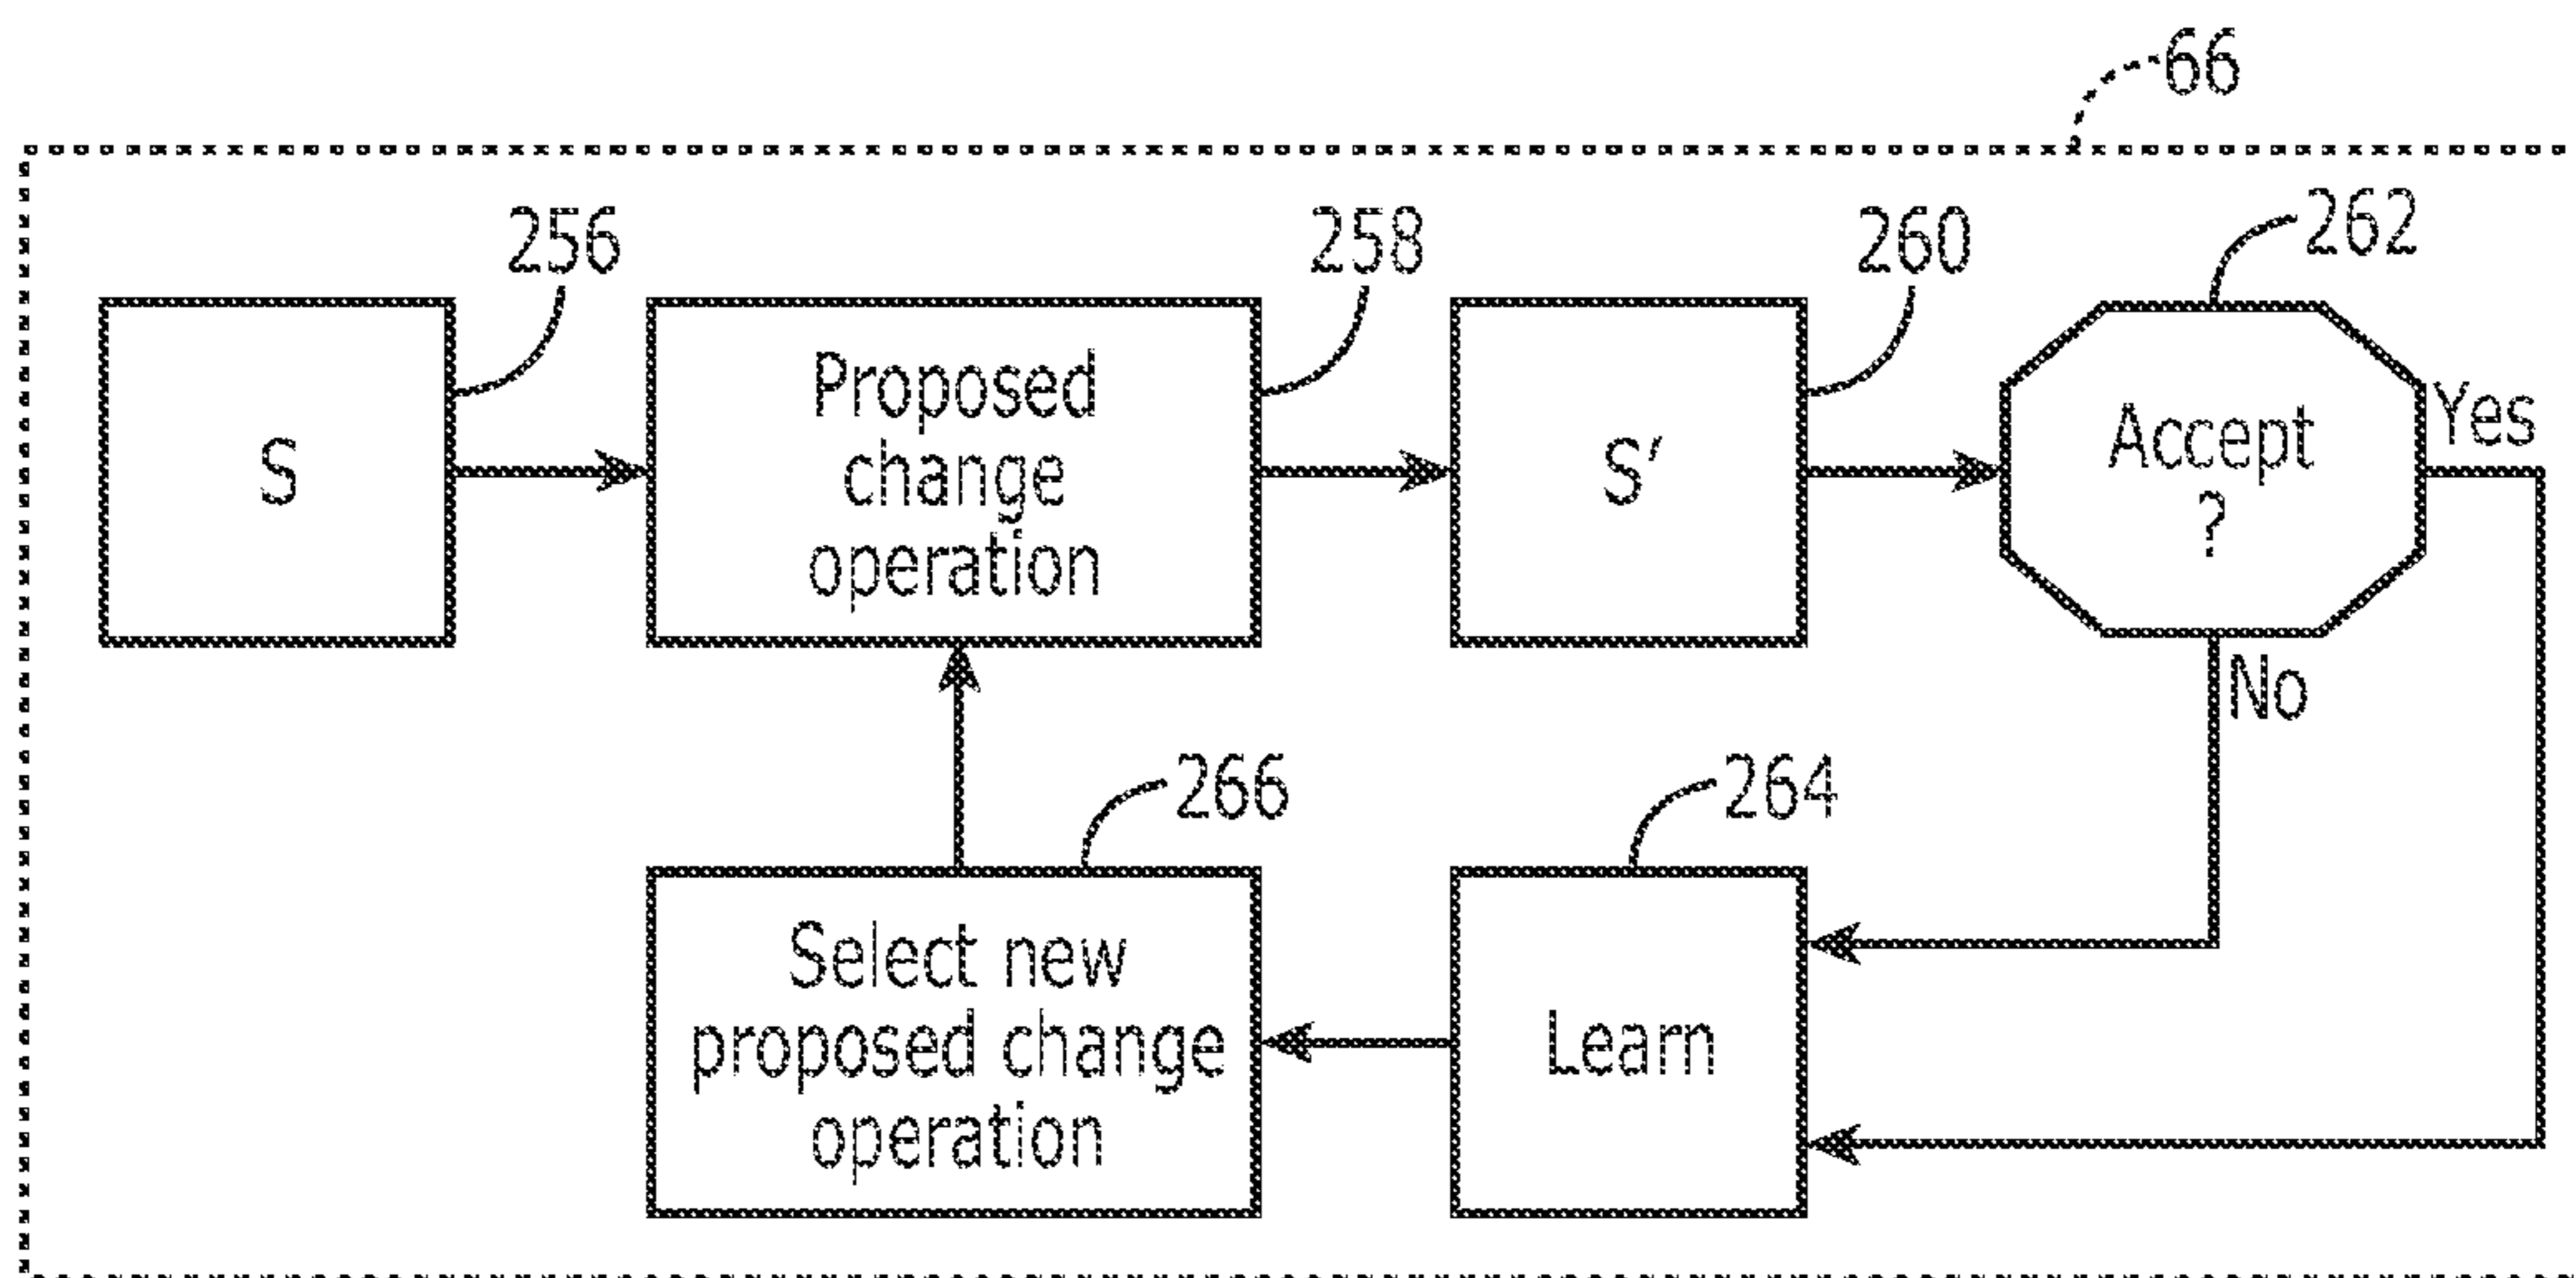 66
256
258
260
262
S
Proposed
change
operation
S'
Accept
?
Yes
No
266
264
Select new
proposed change
operation
Learn